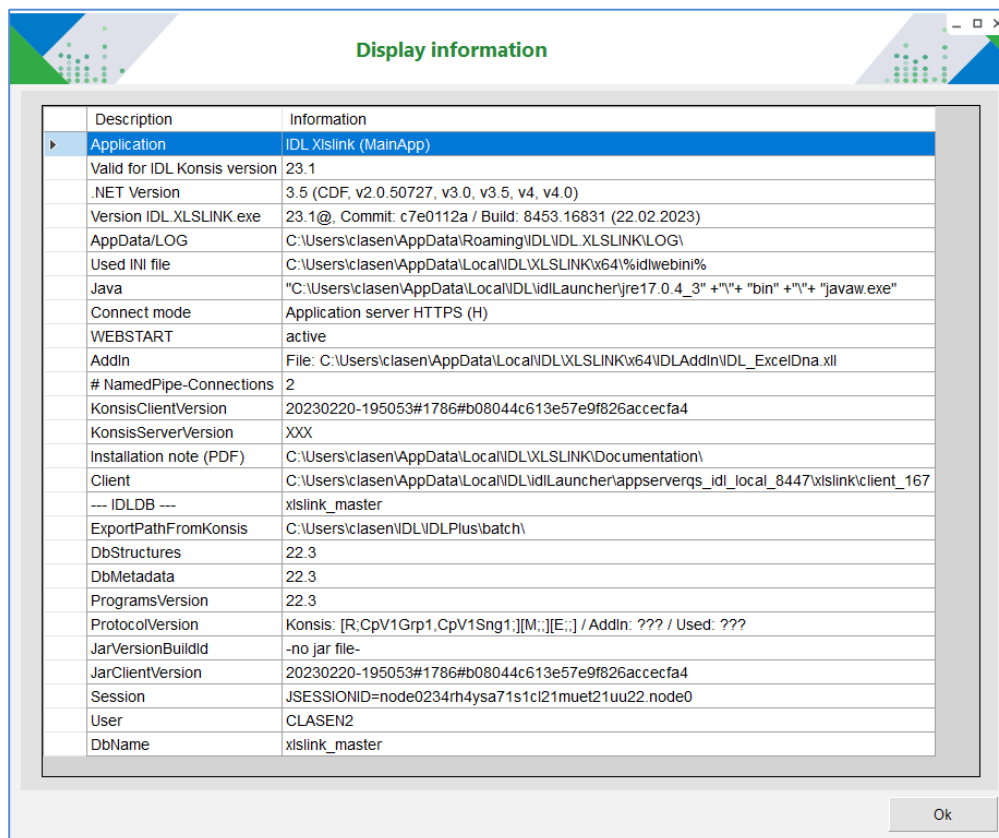 Display information
Description Information
Application IDL Xlslink (MainApp)
Valid for IDL Konsis version 23.1
.NET Version 3.5 (CDF, v2.0.50727, v3.0, v3.5, v4, v4.0)
Version IDL.XLSLINK.exe 23.1@, Commit: c7e0112a / Build: 8453.16831 (22.02.2023)
AppData/LOG C:\Users\clasen\AppData\Roaming\IDL\IDL.XLSLINK\LOG\
Used INI file C:\Users\clasen\AppData\Local\IDL\XLSLINK\x64\%idlwebini%
Java "C:\Users\clasen\AppData\Local\IDL\idlLauncher\jre17.0.4_3" +"\"+ "bin" +"\"+ "javaw.exe"
Connect mode Application server HTTPS (H)
WEBSTART active
AddIn File: C:\Users\clasen\AppData\Local\IDL\XLSLINK\x64\IDLAddIn\IDL_ExcelDna.xll
# NamedPipe-Connections 2
KonsisClientVersion 20230220-195053#1786#b08044c613e57e9f826accecfa4
KonsisServerVersion XXX
Installation note (PDF) C:\Users\clasen\AppData\Local\IDL\XLSLINK\Documentation\
Client C:\Users\clasen\AppData\Local\IDL\idlLauncher\appserverqs_idl_local_8447\xlslink\client_167
--- IDLDB --- xlslink_master
ExportPathFromKonsis C:\Users\clasen\IDL\IDLPlus\batch\
DbStructures 22.3
DbMetadata 22.3
ProgramsVersion 22.3
ProtocolVersion Konsis: [R;CpV1Grp1,CpV1Sng1;][M;;][E;;] / AddIn: ??? / Used: ???
JarVersionBuildId -no jar file-
JarClientVersion 20230220-195053#1786#b08044c613e57e9f826accecfa4
Session JSESSIONID=node0234rh4ysa71s1cl21muet21uu22.node0
User CLASEN2
DbName xlslink_master
Ok